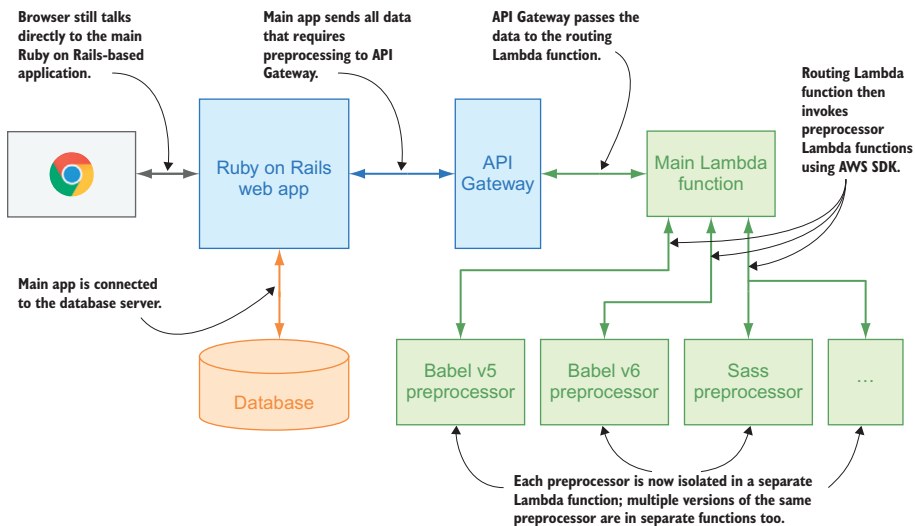 Browser still talks
directly to the main
Ruby on Rails-based
application.
Main app sends all data
that requires
preprocessing to API
Gateway.
API Gateway passes the
data to the routing
Lambda function.
Routing Lambda
function then
invokes
preprocessor
Lambda functions
using AWS SDK.
Ruby on Rails
web app
API
Gateway
Main Lambda
function
Main app is connected
to the database server.
Database
Babel v5
preprocessor
Babel v6
preprocessor
Sass
preprocessor
...
Each preprocessor is now isolated in a separate
Lambda function; multiple versions of the same
preprocessor are in separate functions too.